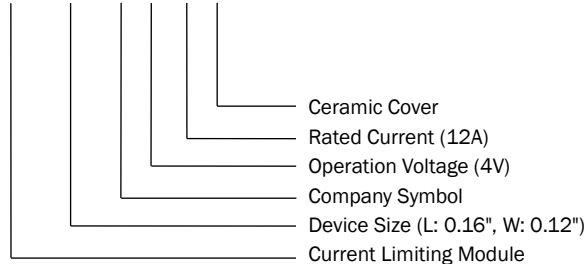 Ceramic Cover
Rated Current (12A)
Operation Voltage (4V)
Company Symbol
Device Size (L: 0.16", W: 0.12")
Current Limiting Module